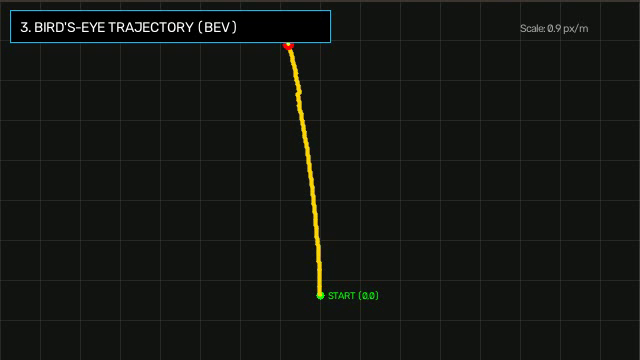 3. BIRD'S-EYE TRAJECTORY (BEV)
Scale: 0.9 px/m
START (0,0)